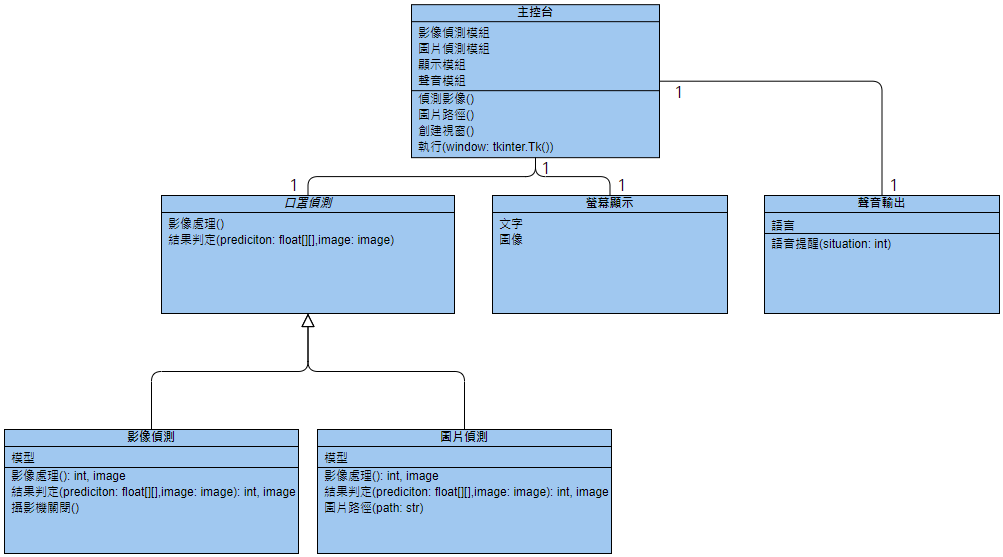 主控台
影像偵測模組
圖片偵測模組
顯示模組
聲音模組
偵測影像()
圖片路徑()
創建視窗()
執行(window: tkinter.Tk())
1
1
1
1
1
口罩偵測
影像處理()
結果判定(prediciton: float[][],image: image)
螢幕顯示
文字
圖像
聲音輸出
語言
語音提醒(situation: int)
影像偵測
模型
影像處理(): int, image
結果判定(prediciton: float[][],image: image): int, image
攝影機關閉()
圖片偵測
模型
影像處理(): int, image
結果判定(prediciton: float[][],image: image): int, image
圖片路徑(path: str)